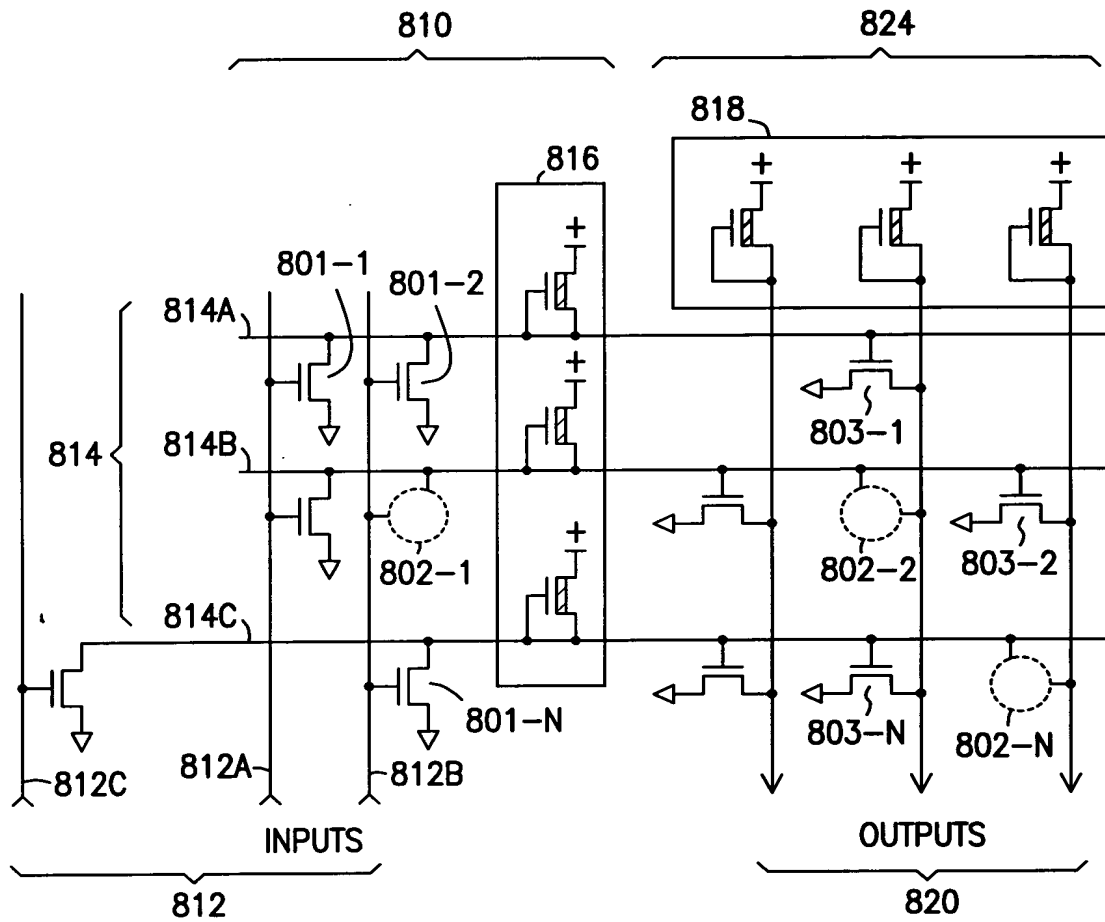 810
824
818
816
+ + +
+
801-1
801-2
814A
803-1
+
814
814B
802-1
802-2
803-2
+
814C
801-N
803-N
802-N
812C
812A
812B
INPUTS
OUTPUTS
812
820